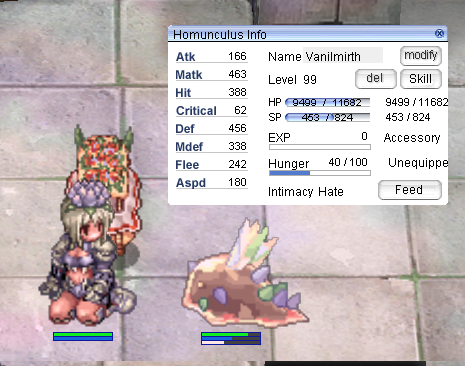 Homunculus Info
Atk 166 Name Vanilmirth modify
Matk 463 Level 99 del Skill
Hit 388 HP 9499 / 11682 9499 / 11682
Critical 62 SP 453 / 824 453 / 824
Def 456 EXP 0 Accessory
Mdef 338
Flee 242 Hunger 40 / 100 Unequippe
Aspd 180 Intimacy Hate Feed